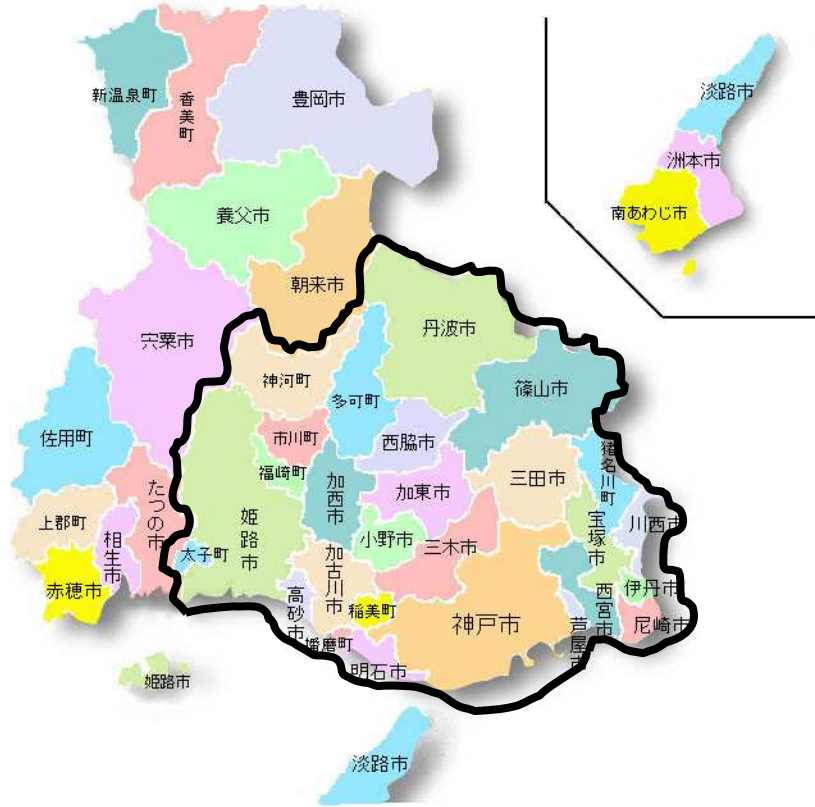 新温泉町
香美町
豊岡市
淡路市
洲本市
南あわじ市
養父市
朝来市
宍粟市
丹波市
神河町
多可町
篠山市
佐用町
市川町
西脇市
猪名川町
福崎町
加西市
加東市
三田市
たつの市
上郡町
相生市
姫路市
太子町
小野市
三木市
宝塚市
川西市
赤穂市
加古川市
高砂市
稲美町
神戸市
西宮市
伊丹市
芦屋市
尼崎市
播磨町
明石市
姫路市
淡路市